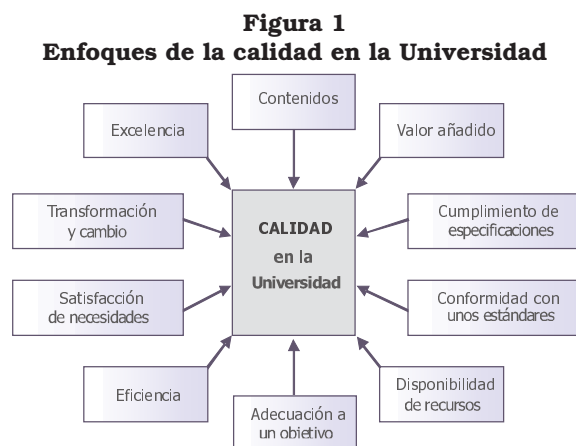 Figura 1
Enfoques de la calidad en la Universidad
Contenidos
Excelencia
Valor añadido
Transformación
y cambio
CALIDAD
en la
Universidad
Cumplimiento de
especificaciones
Satisfacción
de necesidades
Conformidad con
unos estándares
Eficiencia
Adecuación a
un objetivo
Disponibilidad
de recursos